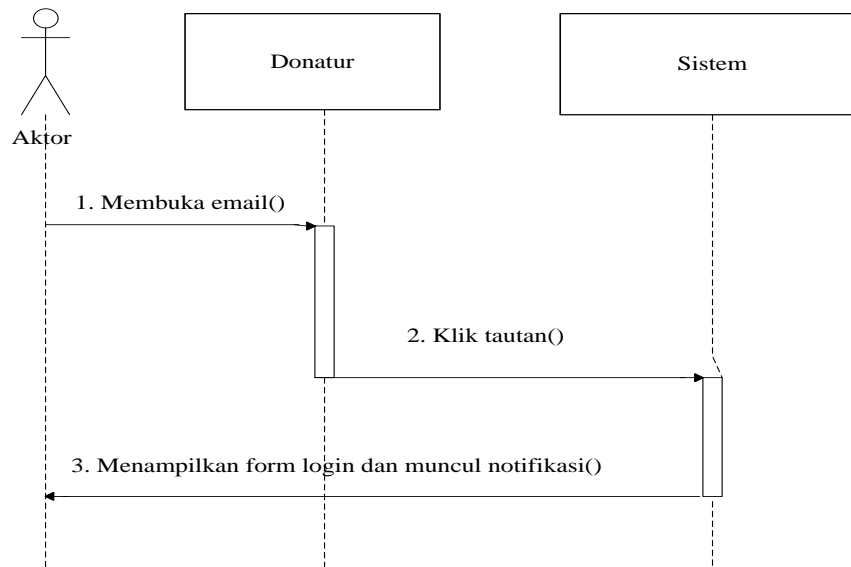 Donatur
Sistem
Aktor
1. Membuka email()
2. Klik tautan()
3. Menampilkan form login dan muncul notifikasi()